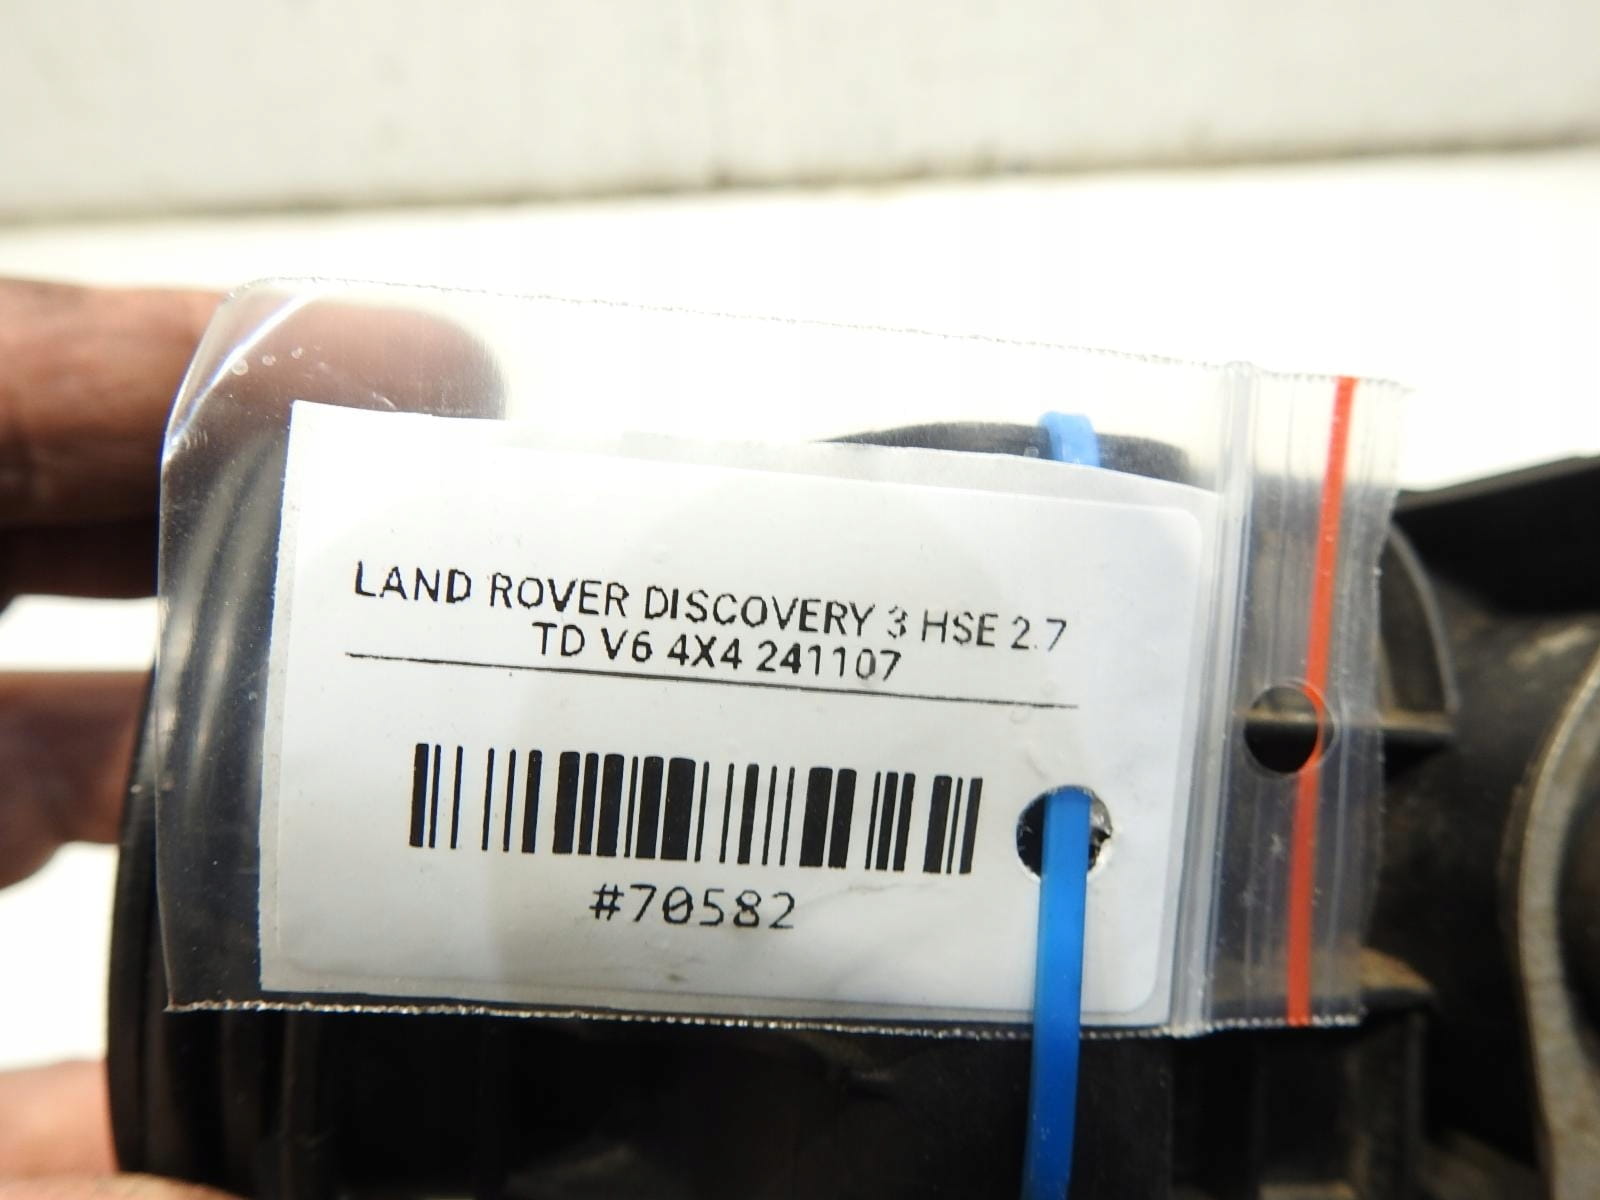 LAND ROVER DISCOVERY 3 HSE 2.7
TD V6 4X4 241107
#70582